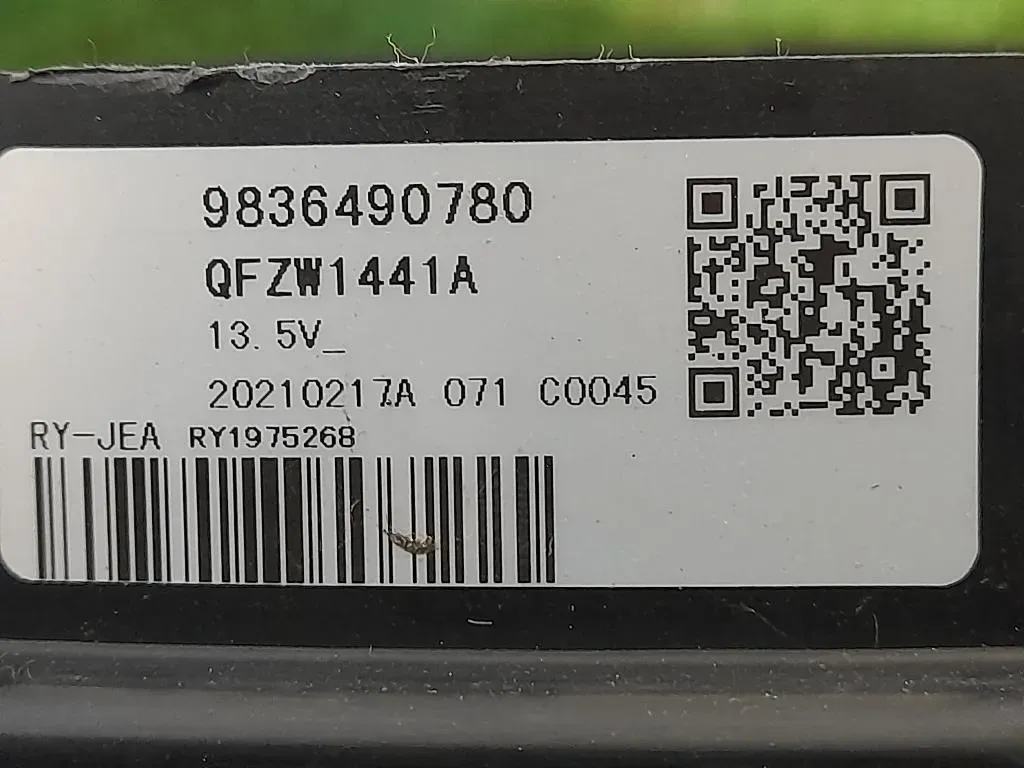 9836490780
QFZW1441A
13. 5V_
20210217A 071 C0045
RY-JEA RY1975268